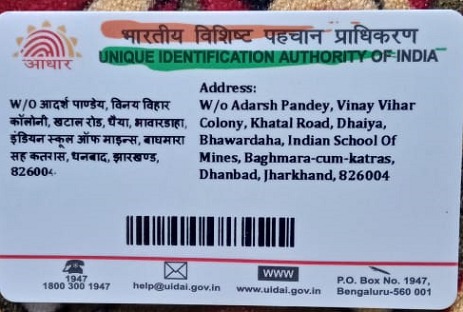 भारतीय विशिष्ट पहचान प्राधिकरण
UNIQUE IDENTIFICATION AUTHORITY OF INDIA
आधार
Address:
W/O आदर्श पाण्डेय, विनय विहार
कॉलोनी, खटाल रोड, धैया, भावारडाहा,
इंडियन स्कूल ऑफ माइन्स, बाघमारा
सह कतरास, धनबाद, झारखण्ड,
826004
W/o Adarsh Pandey, Vinay Vihar
Colony, Khatal Road, Dhaiya,
Bhawardaha, Indian School Of
Mines, Baghmara-cum-katras,
Dhanbad, Jharkhand, 826004
1947
1800 300 1947
help@uidai.gov.in
WWW
www.uidai.gov.in
P.O. Box No. 1947,
Bengaluru-560 001